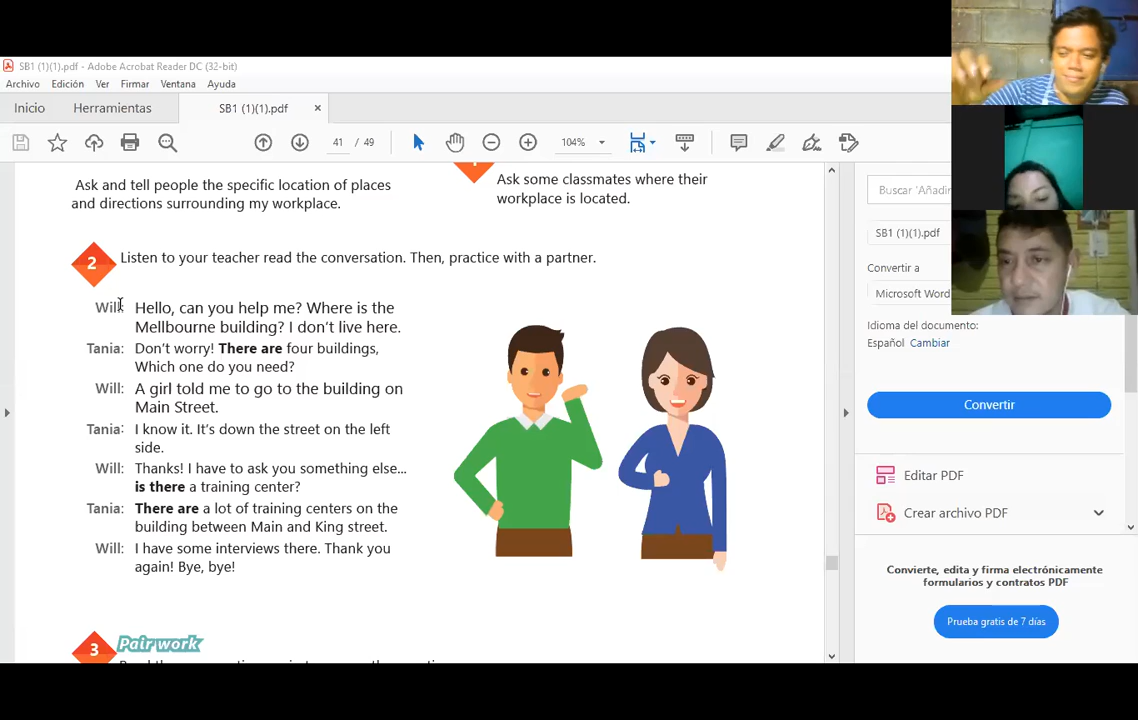 SB1 (1)(1).pdf - Adobe Acrobat Reader DC (32-bit)
Archivo Edición Ver Firmar Ventana Ayuda
Inicio Herramientas SB1 (1)(1).pdf ×
41 / 49 104%
Ask and tell people the specific location of places
and directions surrounding my workplace.
Ask some classmates where their
workplace is located.
2 Listen to your teacher read the conversation. Then, practice with a partner.
Will: Hello, can you help me? Where is the
Mellbourne building? I don't live here.
Tania: Don't worry! There are four buildings,
Which one do you need?
Will: A girl told me to go to the building on
Main Street.
Tania: I know it. It's down the street on the left
side.
Will: Thanks! I have to ask you something else...
is there a training center?
Tania: There are a lot of training centers on the
building between Main and King street.
Will: I have some interviews there. Thank you
again! Bye, bye!
3 Pair work
Buscar 'Añadi
SB1 (1)(1).pdf
Convertir a
Microsoft Word
Idioma del documento:
Español Cambiar
Convertir
Editar PDF
Crear archivo PDF
Convierte, edita y firma electrónicamente
formularios y contratos PDF
Prueba gratis de 7 días